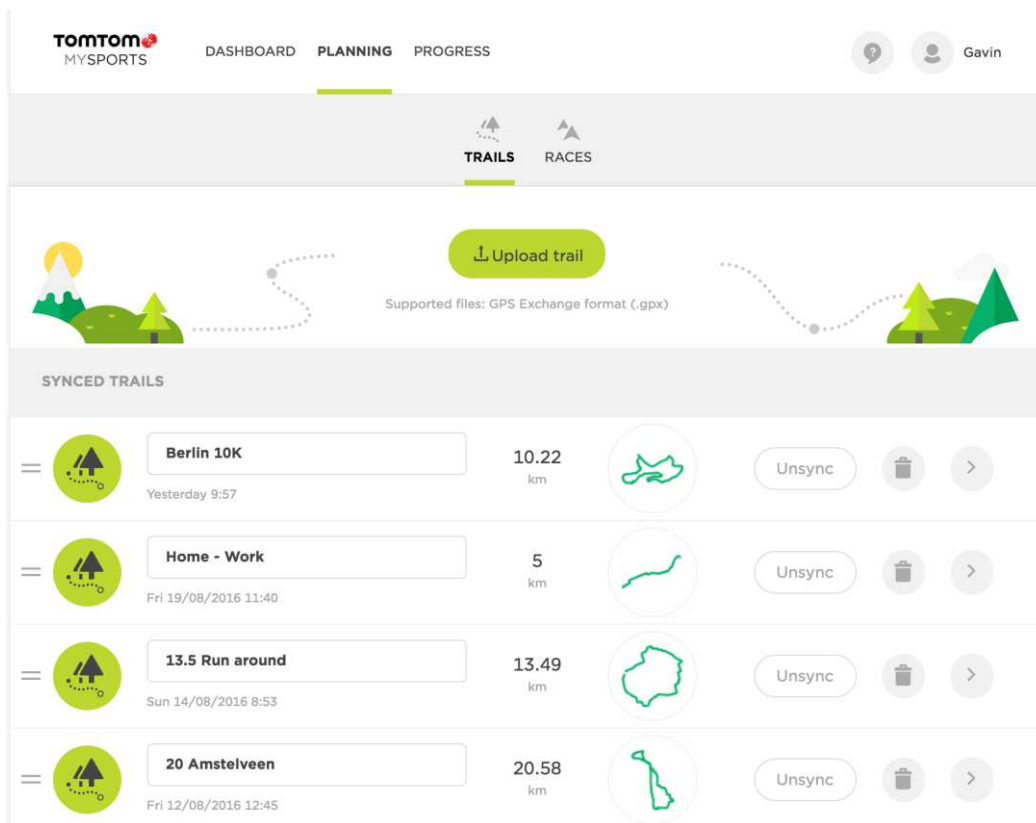 TOMTOM
MYSPORTS
DASHBOARD PLANNING PROGRESS
? Gavin
TRAILS RACES
Upload trail
Supported files: GPS Exchange format (.gpx)
SYNCED TRAILS
Berlin 10K
10.22
km
Unsync
Yesterday 9:57
Home - Work
5
km
Unsync
Fri 19/08/2016 11:40
13.5 Run around
13.49
km
Unsync
Sun 14/08/2016 8:53
20 Amstelveen
20.58
km
Unsync
Fri 12/08/2016 12:45